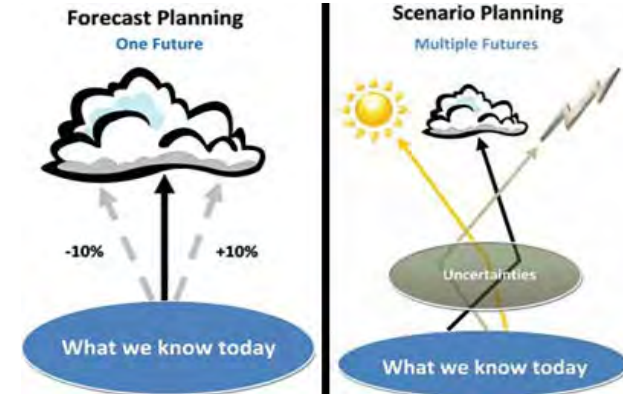 Forecast Planning
One Future
-10%
+10%
What we know today
Scenario Planning
Multiple Futures
Uncertainties
What we know today